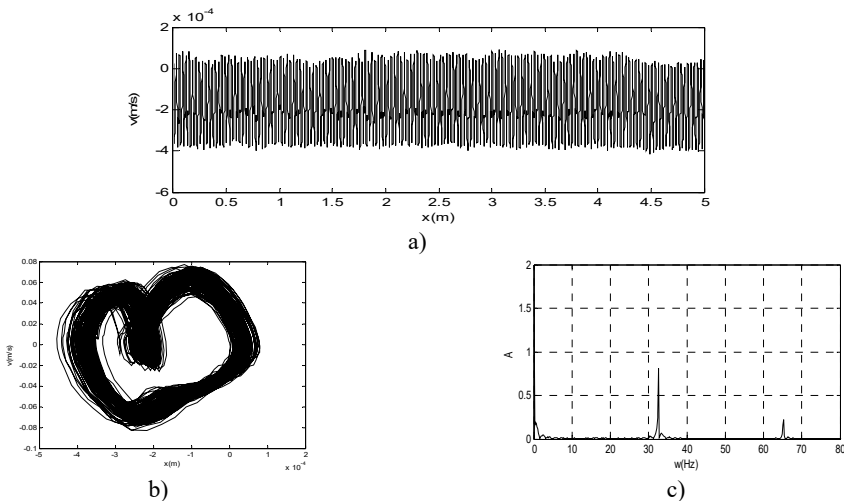 x 10⁻⁴
2
0
-2
-4
-6
v(m/s)
0 0.5 1 1.5 2 2.5 3 3.5 4 4.5 5
x(m)
a)
0.08
0.06
0.04
0.02
0
-0.02
-0.04
-0.06
-0.08
-0.1
v(m/s)
-5 -4 -3 -2 -1 0 1 2
x(m)
x 10⁻⁴
b)
2
1.5
1
0.5
0
A
0 10 20 30 40 50 60 70 80
w(Hz)
c)